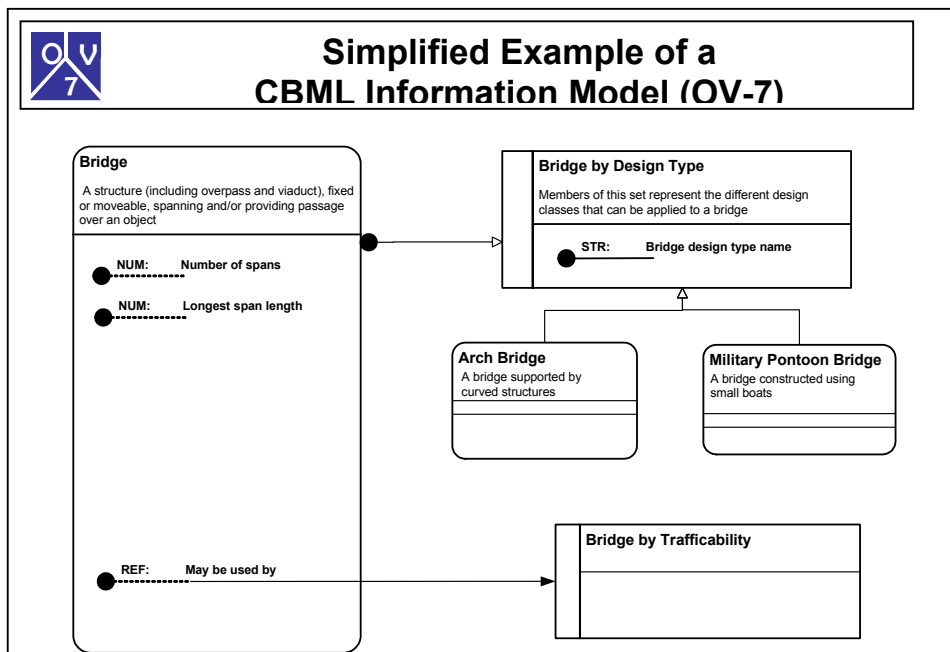 O V
7
Simplified Example of a
CBML Information Model (OV-7)
Bridge
A structure (including overpass and viaduct), fixed
or moveable, spanning and/or providing passage
over an object
NUM: Number of spans
NUM: Longest span length
REF: May be used by
Bridge by Design Type
Members of this set represent the different design
classes that can be applied to a bridge
STR: Bridge design type name
Arch Bridge
A bridge supported by
curved structures
Military Pontoon Bridge
A bridge constructed using
small boats
Bridge by Trafficability